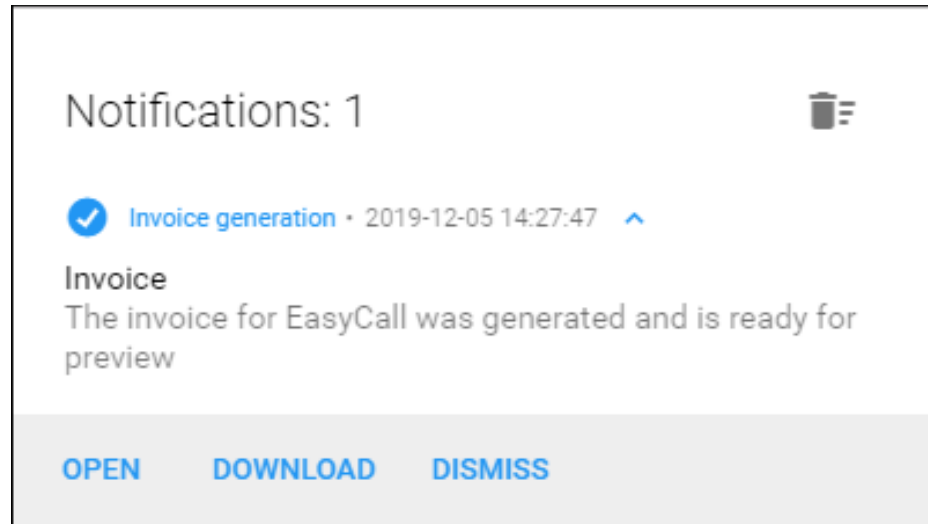 Notifications: 1
Invoice generation • 2019-12-05 14:27:47
Invoice
The invoice for EasyCall was generated and is ready for
preview
OPEN DOWNLOAD DISMISS